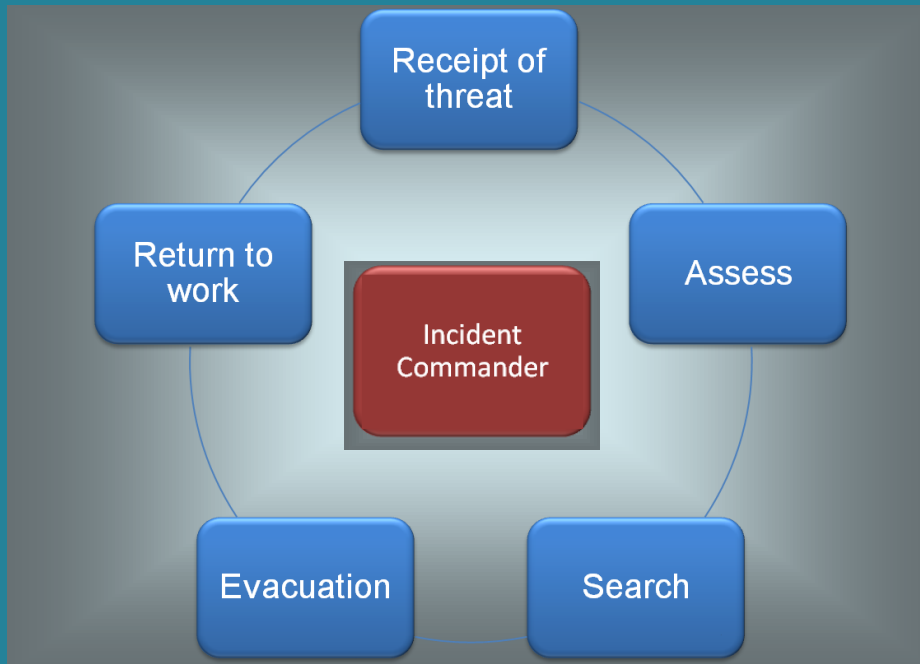 Receipt of
threat
Assess
Search
Evacuation
Return to
work
Incident
Commander